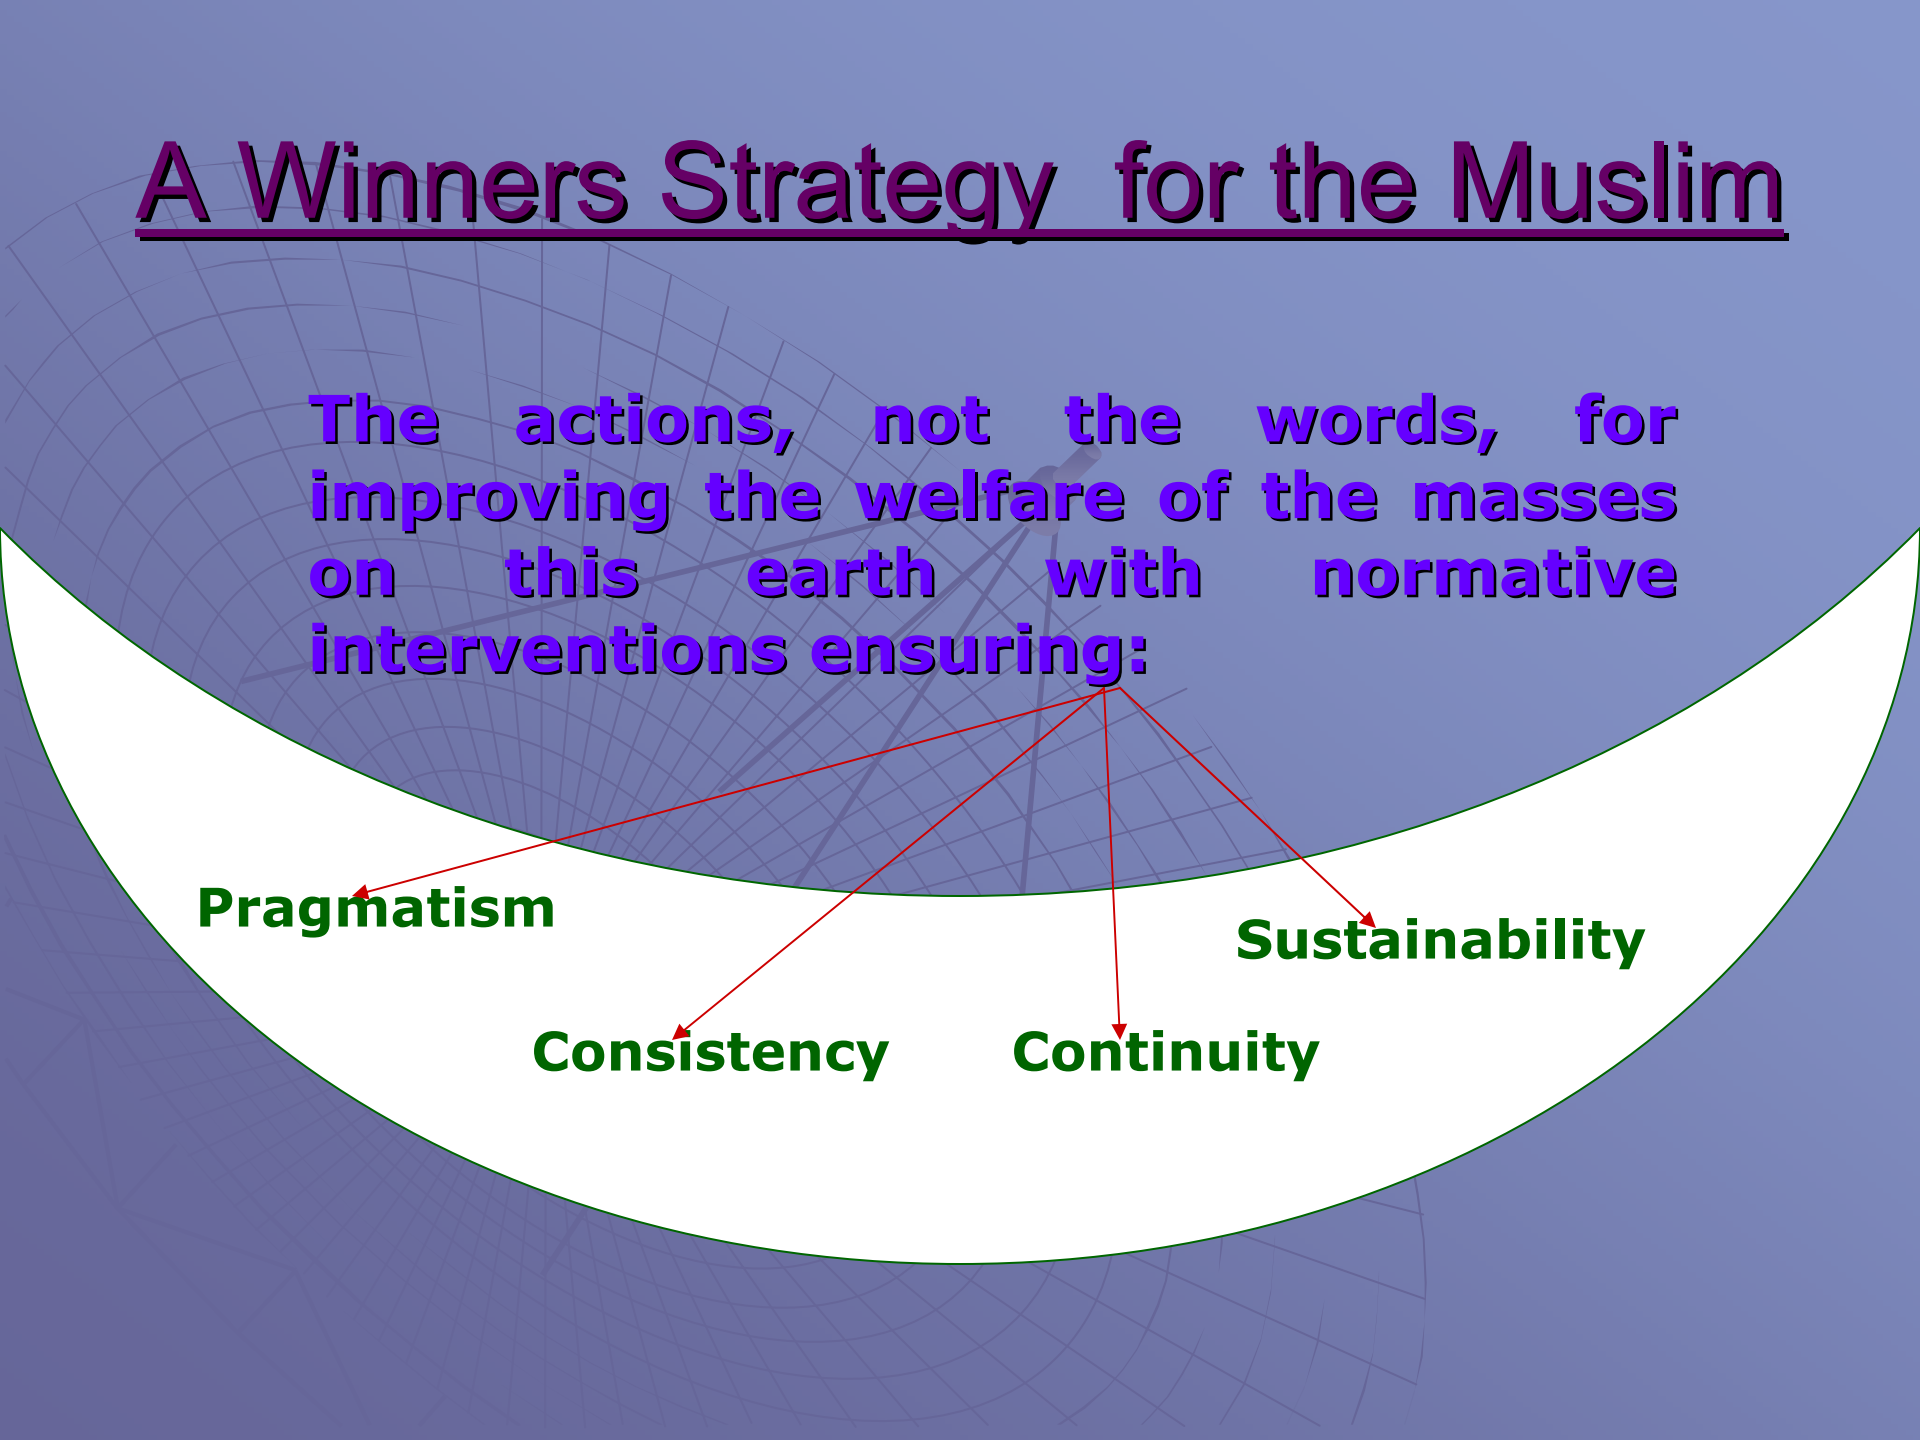 A Winners Strategy  for the Muslim
The actions, not the words, for
improving the welfare of the masses
on this earth with normative
interventions ensuring:
Pragmatism
Sustainability
Consistency
Continuity